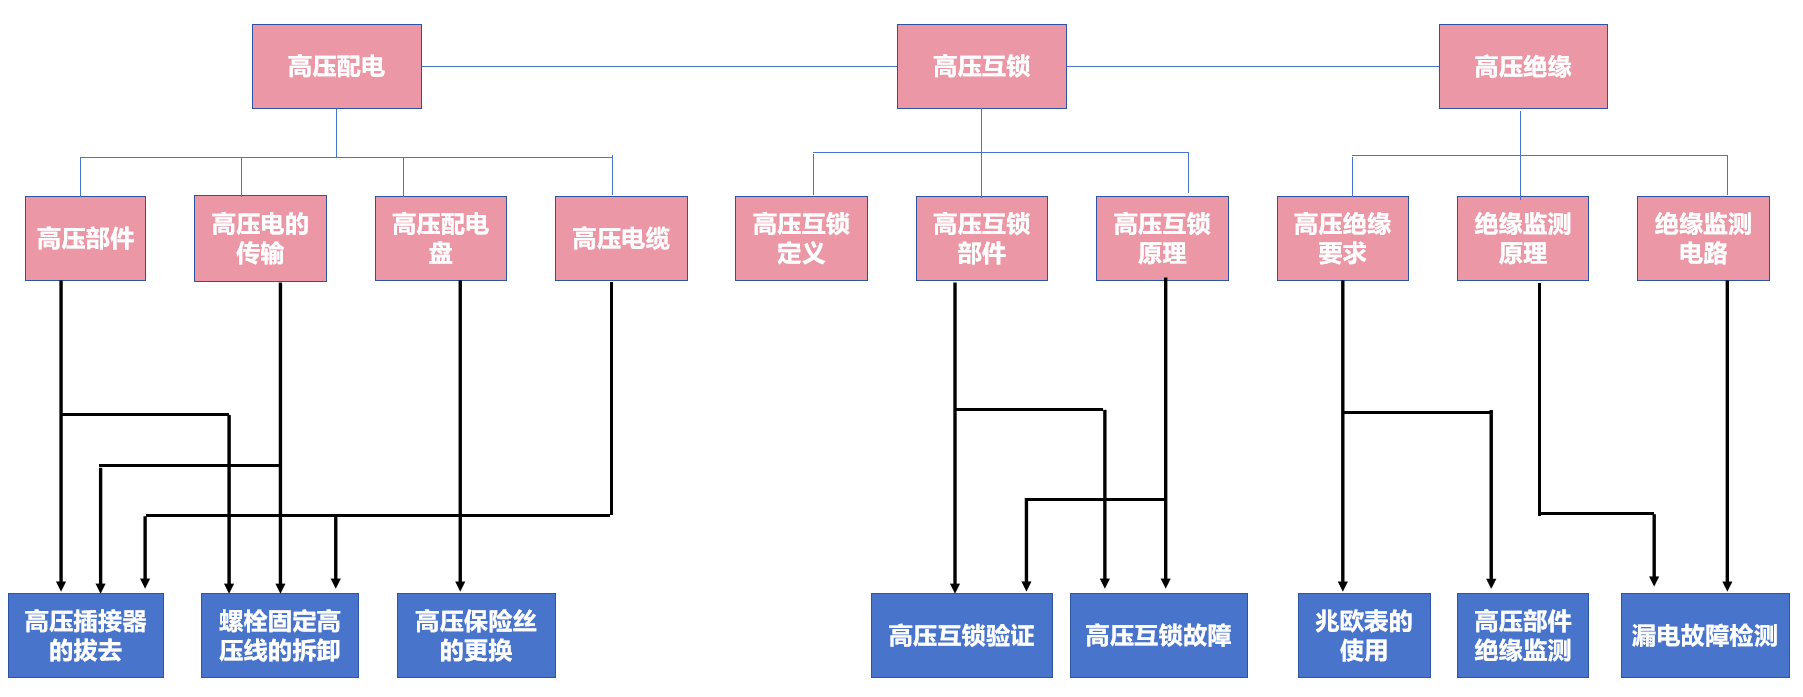 高压配电
高压互锁
高压绝缘
高压部件
高压电的
传输
高压配电
盘
高压电缆
高压互锁
定义
高压互锁
部件
高压互锁
原理
高压绝缘
要求
绝缘监测
原理
绝缘监测
电路
高压插接器
的拔去
螺栓固定高
压线的拆卸
高压保险丝
的更换
高压互锁验证
高压互锁故障
兆欧表的
使用
高压部件
绝缘监测
漏电故障检测